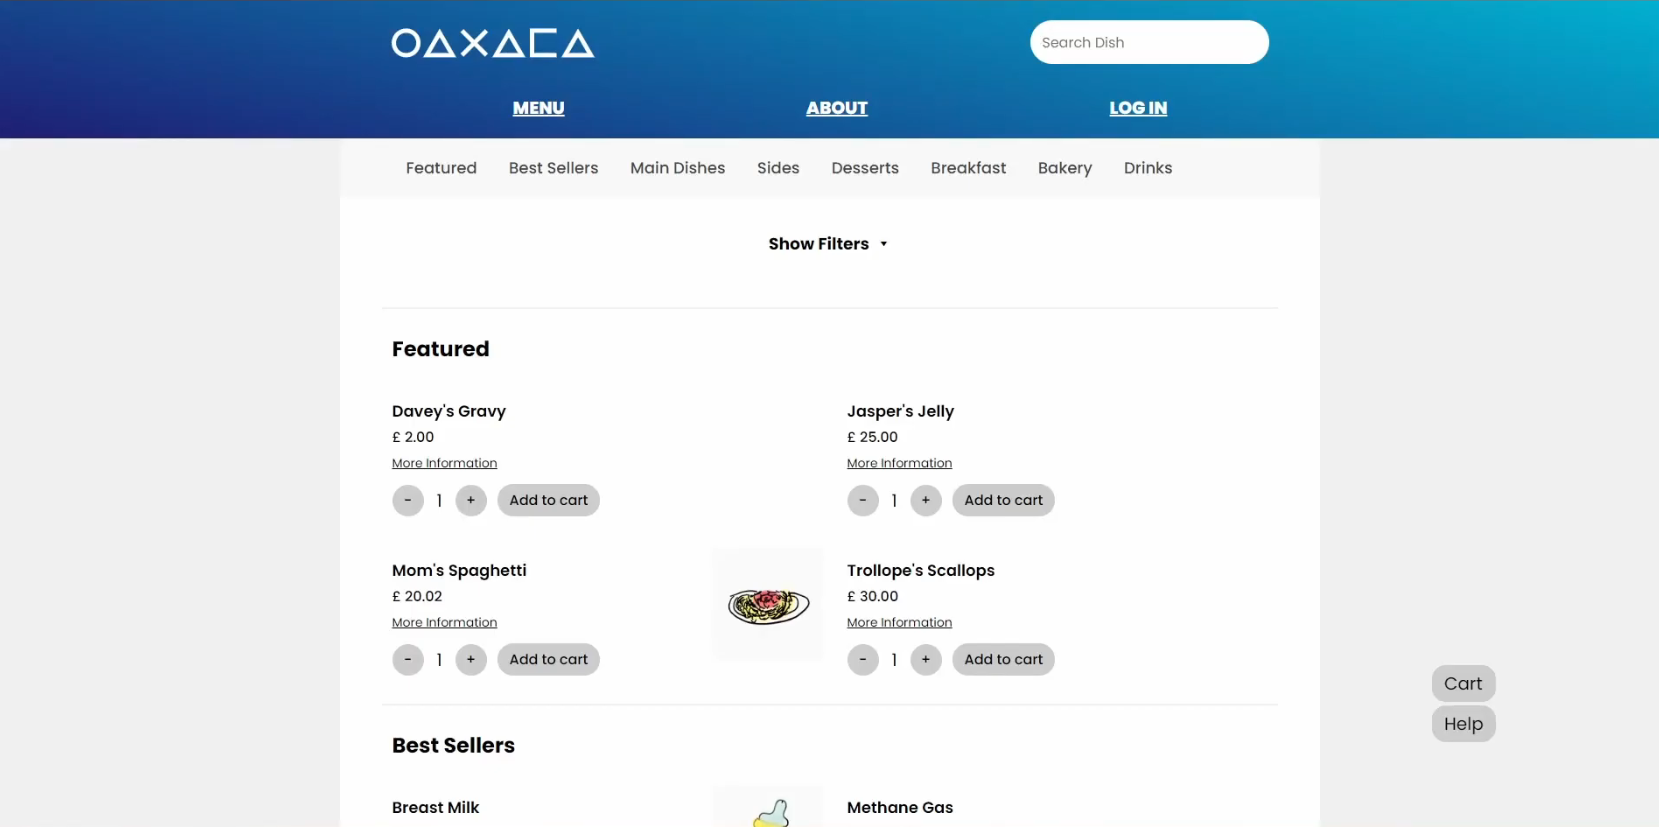 OAXACA
Search Dish
MENU ABOUT LOG IN
Featured Best Sellers Main Dishes Sides Desserts Breakfast Bakery Drinks
Show Filters
Featured
Davey's Gravy
£ 2.00
More Information
- 1 + Add to cart
Jasper's Jelly
£ 25.00
More Information
- 1 + Add to cart
Mom's Spaghetti
£ 20.02
More Information
- 1 + Add to cart
Trollope's Scallops
£ 30.00
More Information
- 1 + Add to cart
Cart
Help
Best Sellers
Breast Milk
Methane Gas